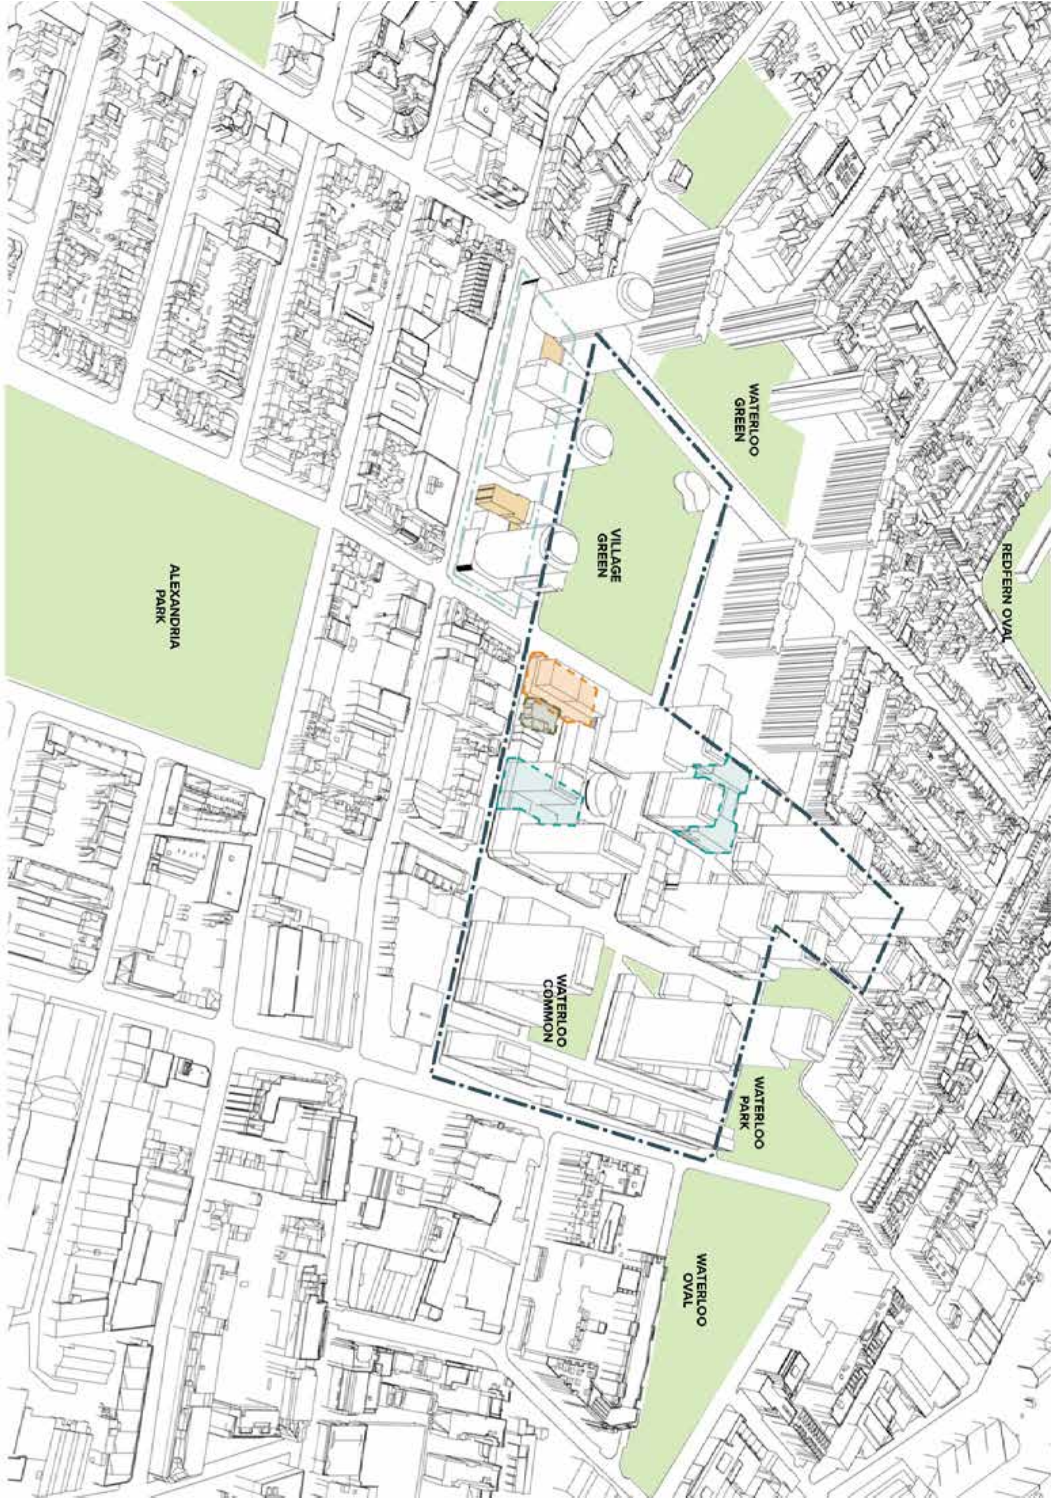 REDFERN OVAL
WATERLOO
GREEN
VILLAGE
GREEN
ALEXANDRIA
PARK
WATERLOO
COMMON
WATERLOO
PARK
WATERLOO
OVAL